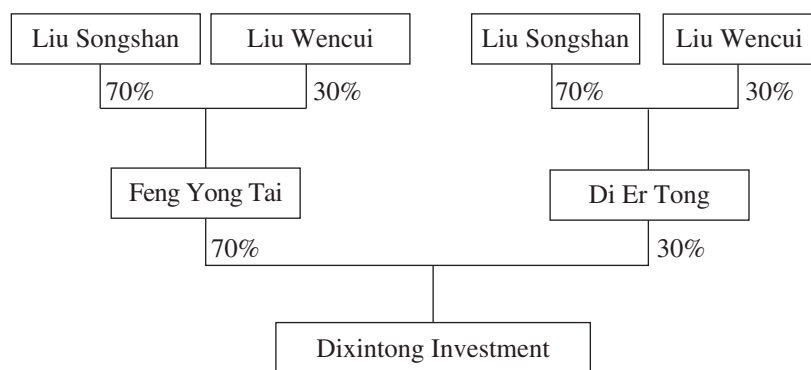 Liu Songshan
Liu Wencui
Liu Songshan
Liu Wencui
70%
30%
70%
30%
Feng Yong Tai
Di Er Tong
70%
30%
Dixintong Investment